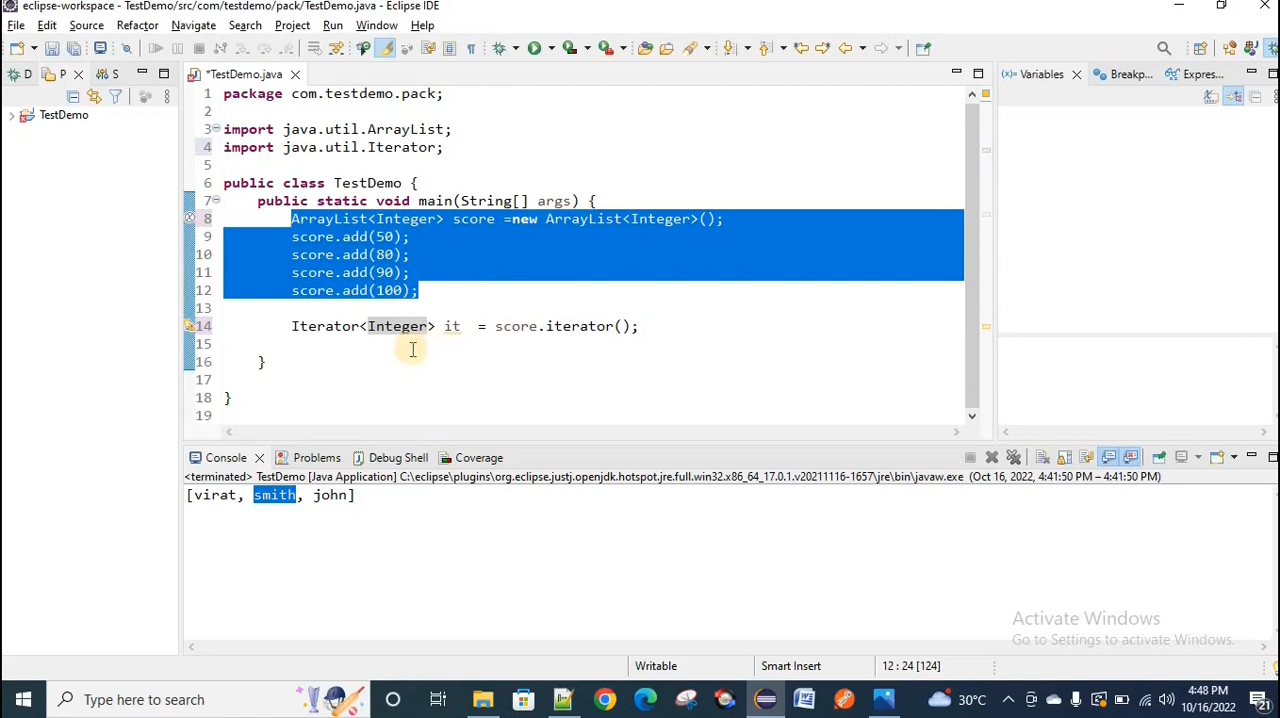 eclipse-workspace - TestDemo/src/com/testdemo/pack/TestDemo.java - Eclipse IDE
File Edit Source Refactor Navigate Search Project Run Window Help
D P S *TestDemo.java (x)= Variables Breakp... Expres...
TestDemo
1 package com.testdemo.pack;
2
3 import java.util.ArrayList;
4 import java.util.Iterator;
5
6 public class TestDemo {
7 public static void main(String[] args) {
8 ArrayList<Integer> score =new ArrayList<Integer>();
9 score.add(50);
10 score.add(80);
11 score.add(90);
12 score.add(100);
13
14 Iterator<Integer> it = score.iterator();
15
16 }
17
18 }
19
Console Problems Debug Shell Coverage
<terminated> TestDemo [Java Application] C:\eclipse\plugins\org.eclipse.justj.openjdk.hotspot.jre.full.win32.x86_64_17.0.1.v20211116-1657\jre\bin\javaw.exe (Oct 16, 2022, 4:41:50 PM – 4:41:50 PM)
[virat, smith, john]
Activate Windows
Go to Settings to activate Windows.
Writable Smart Insert 12 : 24 [124]
Type here to search 30°C 4:48 PM
10/16/2022 21